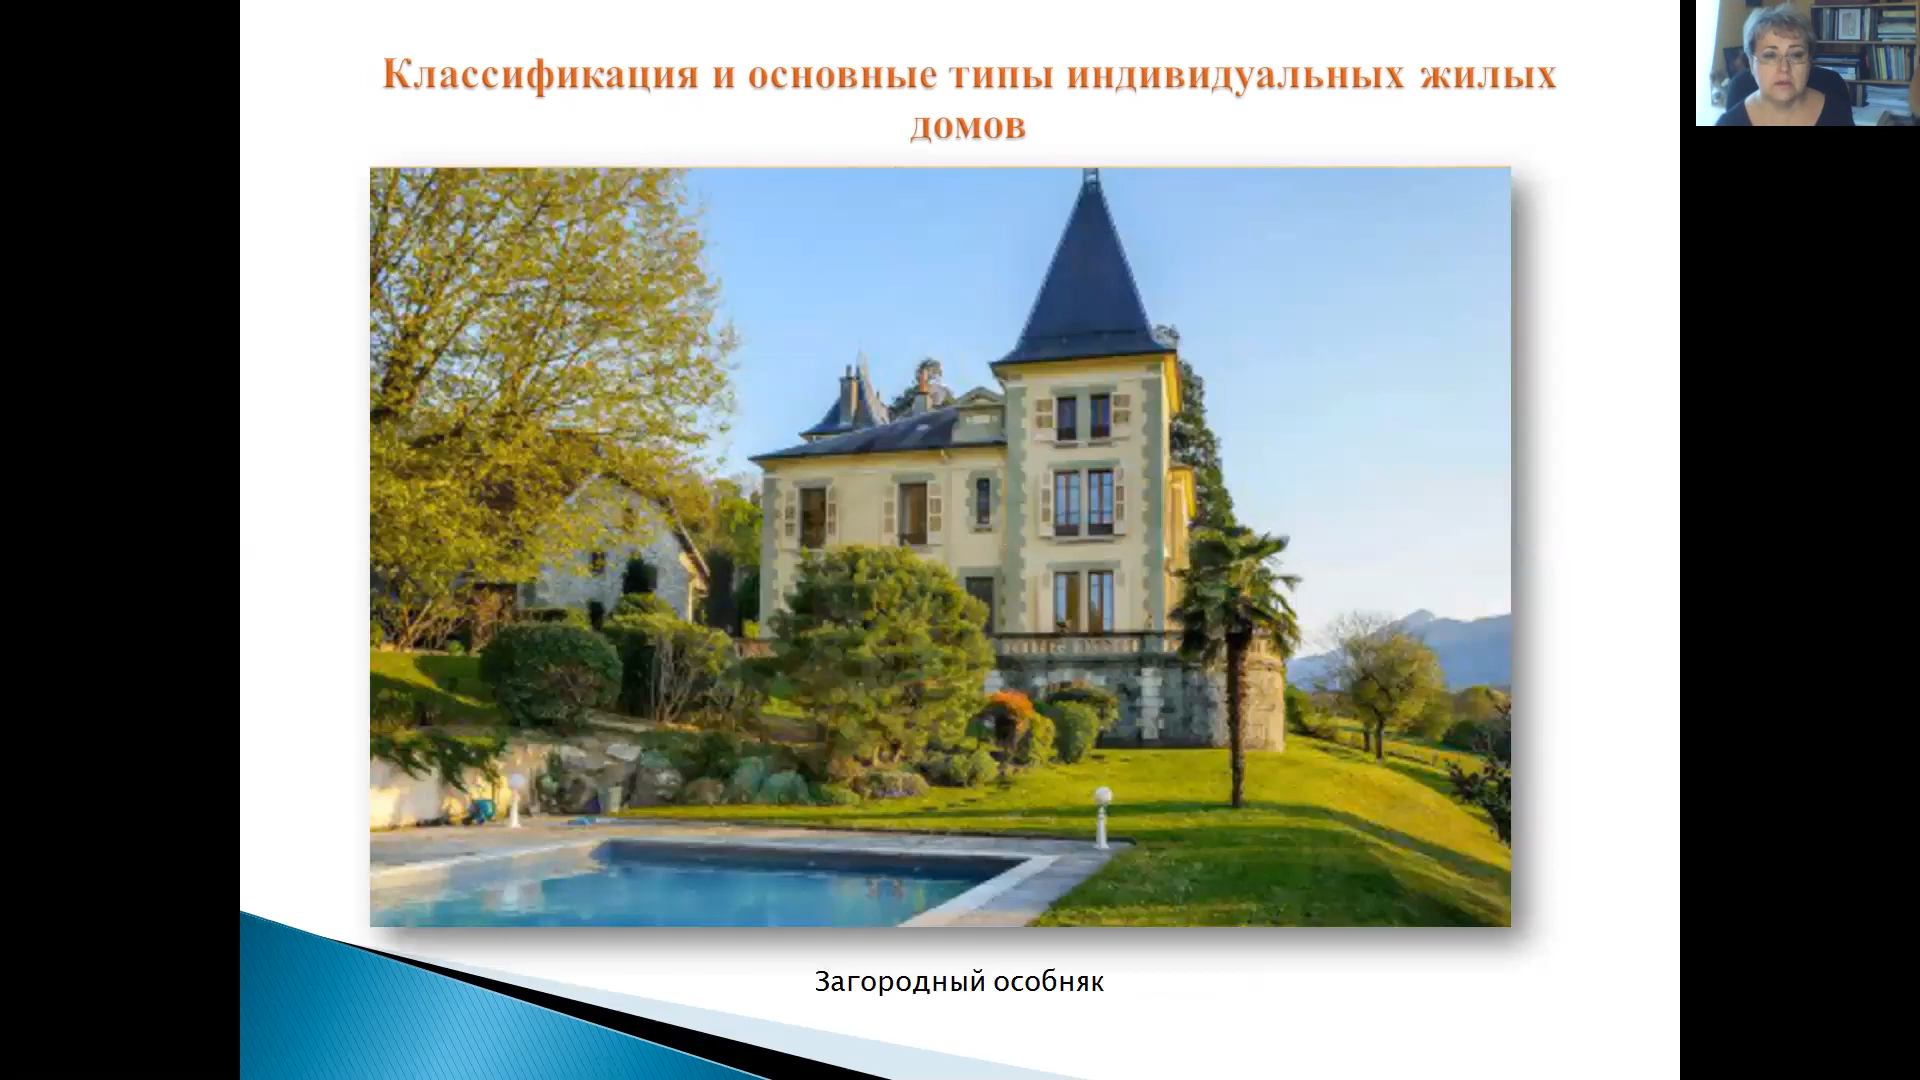 Классификация и основные типы индивидуальных жилых
домов
Загородный особняк